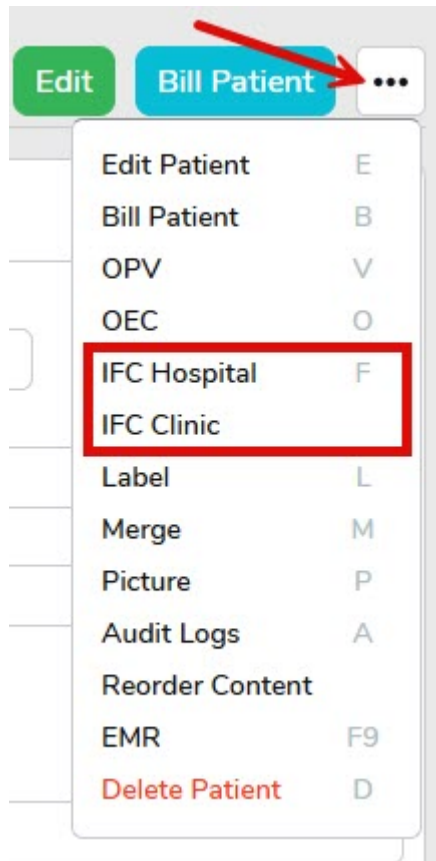 Edit Bill Patient •••
Edit Patient E
Bill Patient B
OPV V
OEC O
IFC Hospital F
IFC Clinic
Label L
Merge M
Picture P
Audit Logs A
Reorder Content
EMR F9
Delete Patient D